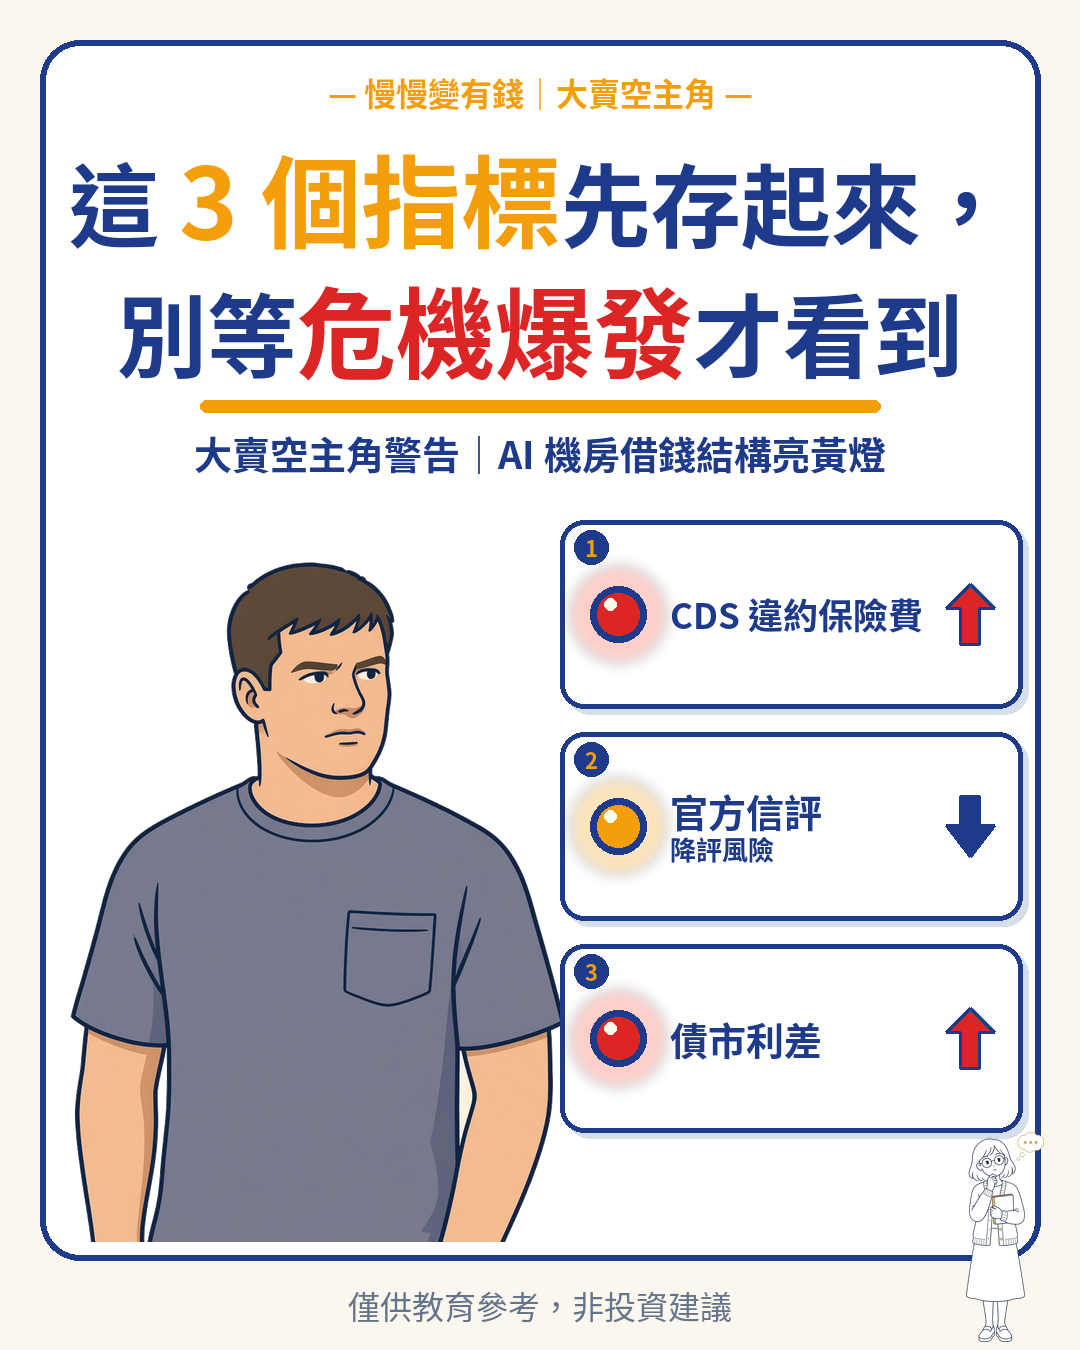 — 慢慢變有錢｜大賣空主角 —
這 3 個指標先存起來，
別等危機爆發才看到
大賣空主角警告｜AI 機房借錢結構亮黃燈
1
CDS 違約保險費
2
官方信評
降評風險
3
債市利差
僅供教育參考，非投資建議